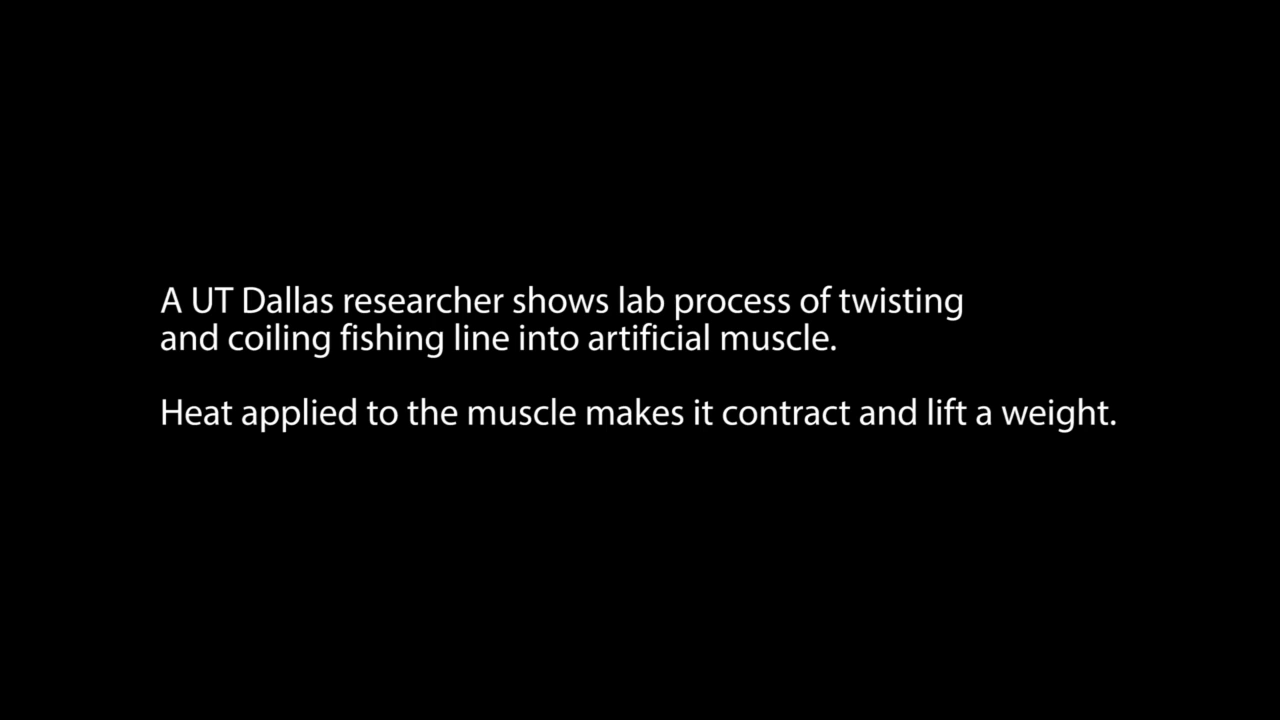 A UT Dallas researcher shows lab process of twisting
and coiling fishing line into artificial muscle.
Heat applied to the muscle makes it contract and lift a weight.